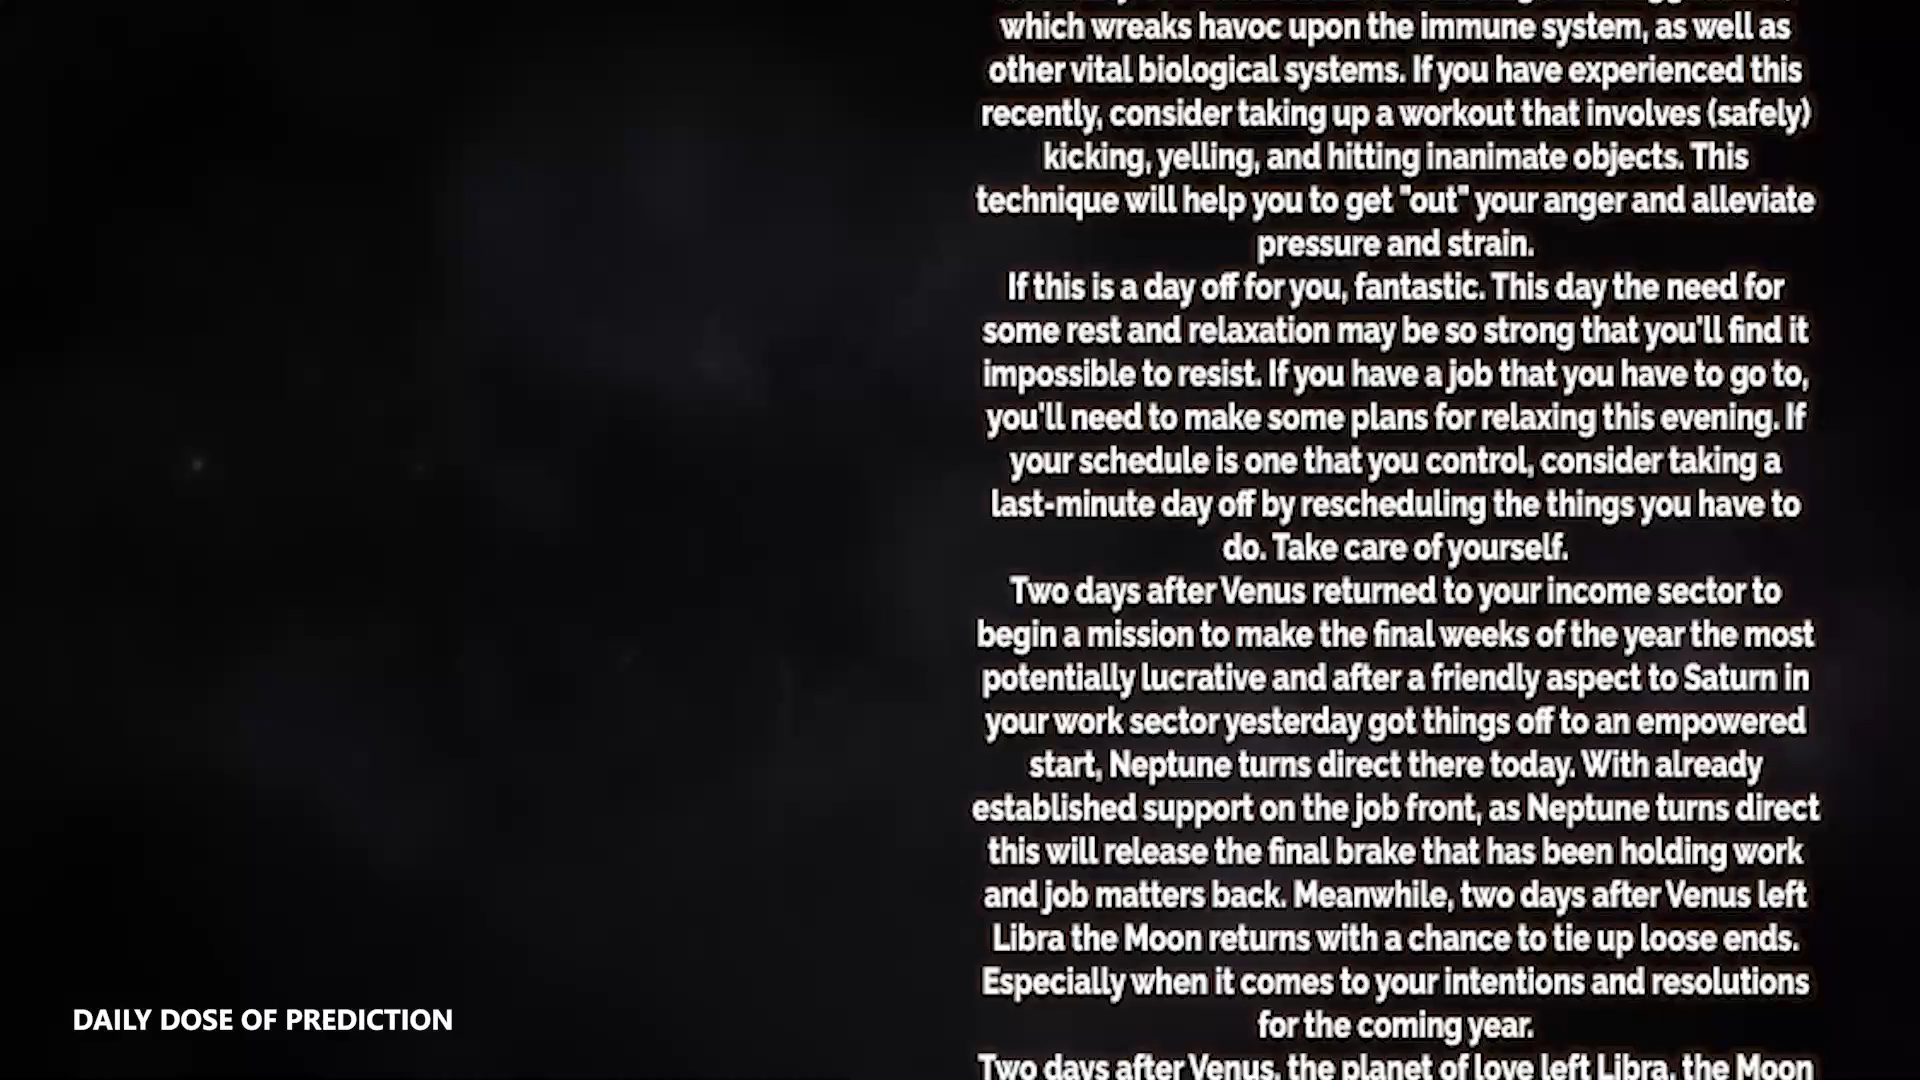 which wreaks havoc upon the immune system, as well as
other vital biological systems. If you have experienced this
recently, consider taking up a workout that involves (safely)
kicking, yelling, and hitting inanimate objects. This
technique will help you to get "out" your anger and alleviate
pressure and strain.
If this is a day off for you, fantastic. This day the need for
some rest and relaxation may be so strong that you'll find it
impossible to resist. If you have a job that you have to go to,
you'll need to make some plans for relaxing this evening. If
your schedule is one that you control, consider taking a
last-minute day off by rescheduling the things you have to
do. Take care of yourself.
Two days after Venus returned to your income sector to
begin a mission to make the final weeks of the year the most
potentially lucrative and after a friendly aspect to Saturn in
your work sector yesterday got things off to an empowered
start, Neptune turns direct there today. With already
established support on the job front, as Neptune turns direct
this will release the final brake that has been holding work
and job matters back. Meanwhile, two days after Venus left
Libra the Moon returns with a chance to tie up loose ends.
Especially when it comes to your intentions and resolutions
for the coming year.
Two days after Venus, the planet of love left Libra, the Moon
DAILY DOSE OF PREDICTION